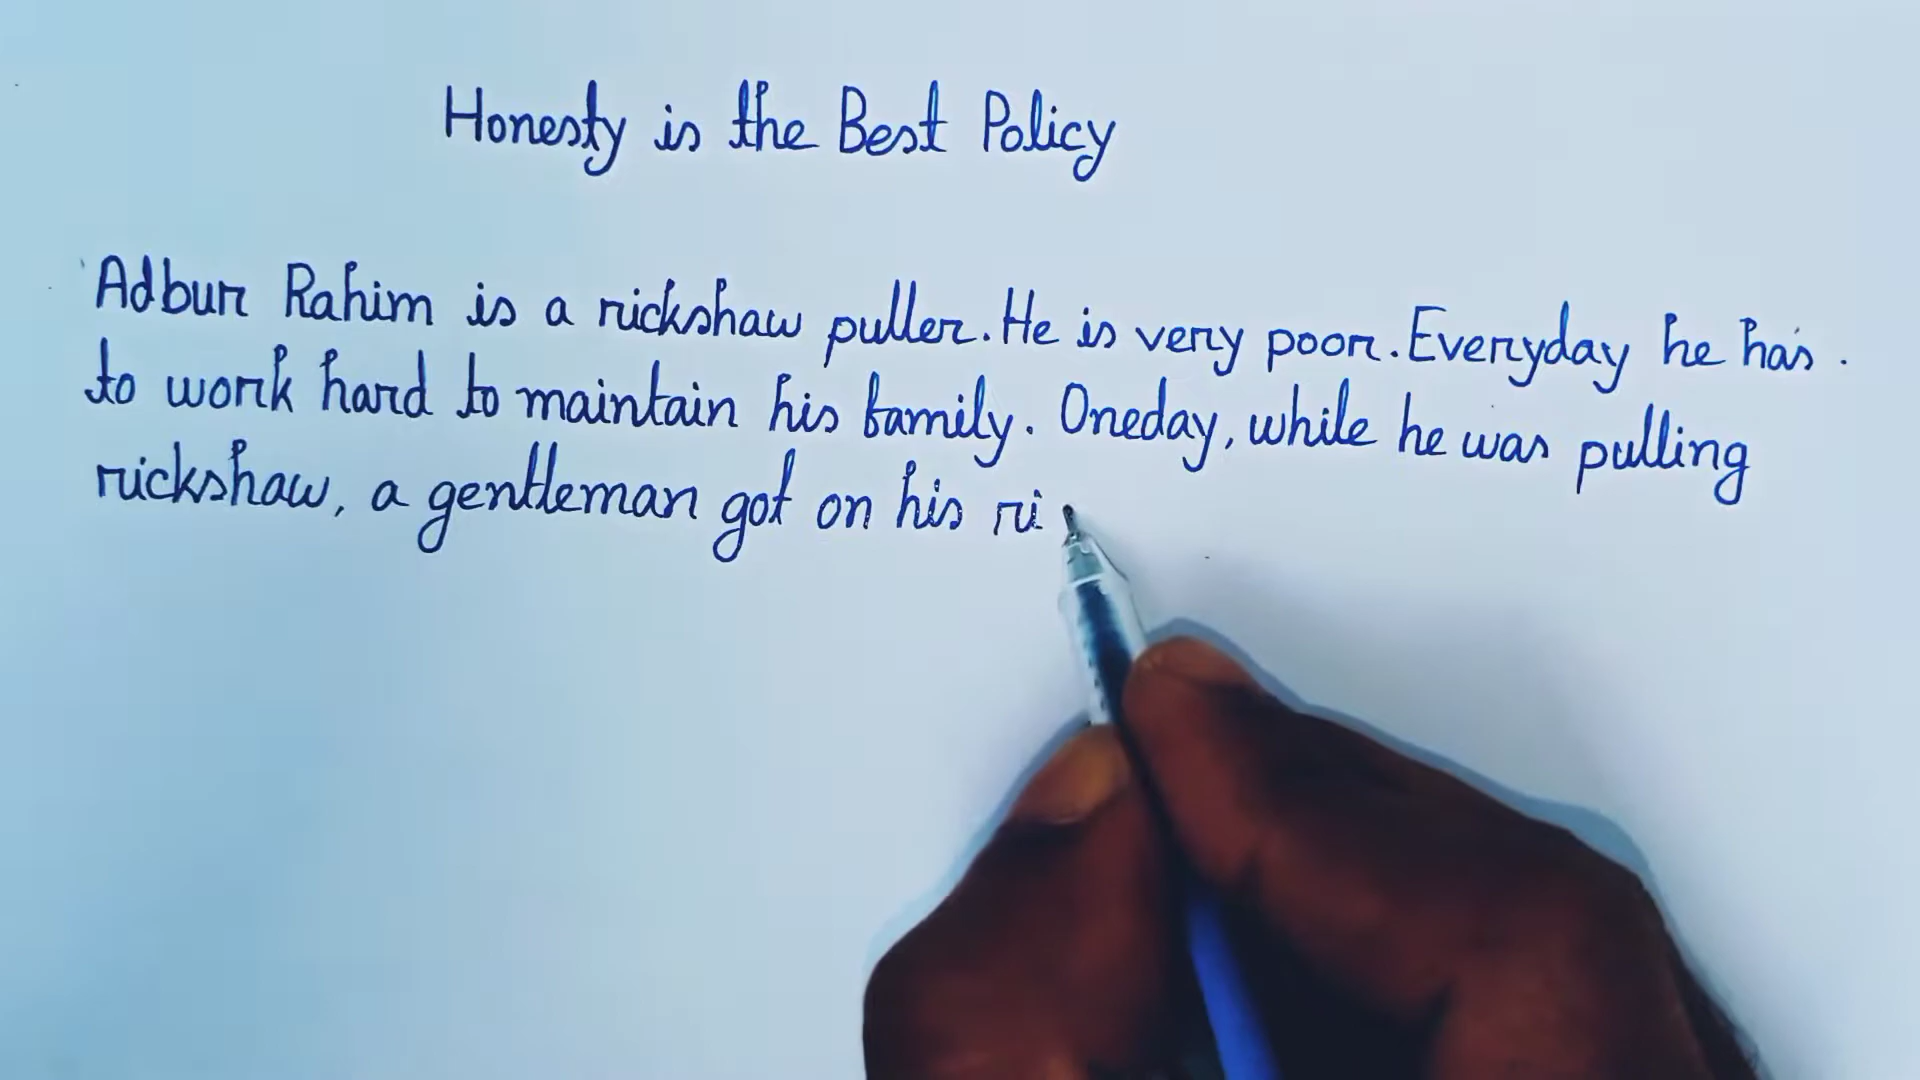 Honesty is the Best Policy
Adbur Rahim is a rickshaw puller. He is very poor. Everyday he has.
to work hard to maintain his family. Oneday, while he was pulling
rickshaw, a gentleman got on his ri